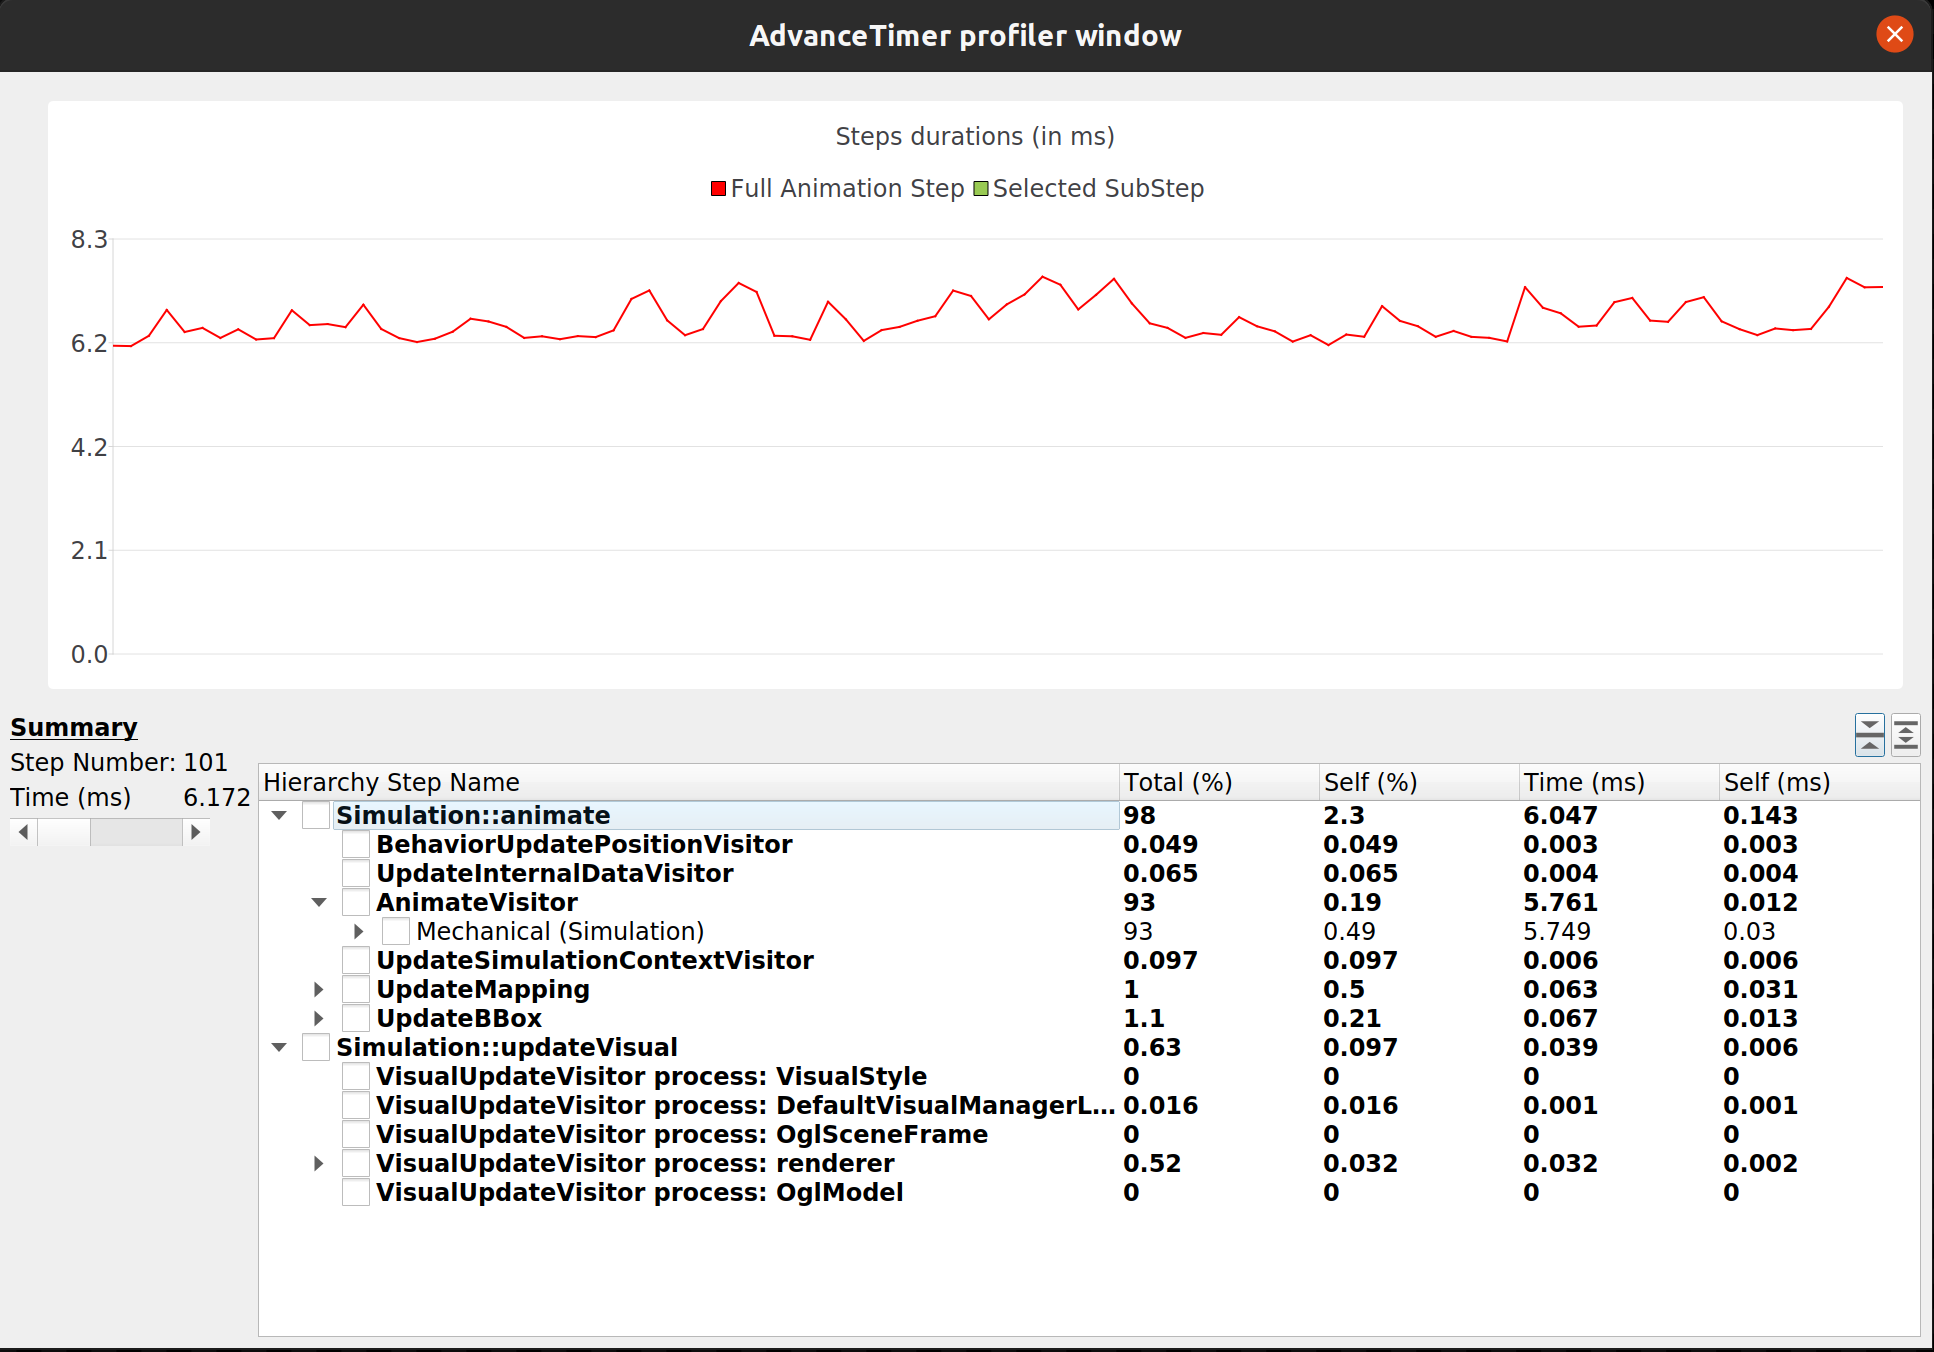 AdvanceTimer profiler window
Steps durations (in ms)
Full Animation Step Selected SubStep
8.3
6.2
4.2
2.1
0.0
Summary
Step Number: 101
Time (ms) 6.172
Hierarchy Step Name Total (%) Self (%) Time (ms) Self (ms)
Simulation::animate 98 2.3 6.047 0.143
BehaviorUpdatePositionVisitor 0.049 0.049 0.003 0.003
UpdateInternalDataVisitor 0.065 0.065 0.004 0.004
AnimateVisitor 93 0.19 5.761 0.012
Mechanical (Simulation) 93 0.49 5.749 0.03
UpdateSimulationContextVisitor 0.097 0.097 0.006 0.006
UpdateMapping 1 0.5 0.063 0.031
UpdateBBox 1.1 0.21 0.067 0.013
Simulation::updateVisual 0.63 0.097 0.039 0.006
VisualUpdateVisitor process: VisualStyle 0 0 0 0
VisualUpdateVisitor process: DefaultVisualManagerL... 0.016 0.016 0.001 0.001
VisualUpdateVisitor process: OglSceneFrame 0 0 0 0
VisualUpdateVisitor process: renderer 0.52 0.032 0.032 0.002
VisualUpdateVisitor process: OglModel 0 0 0 0